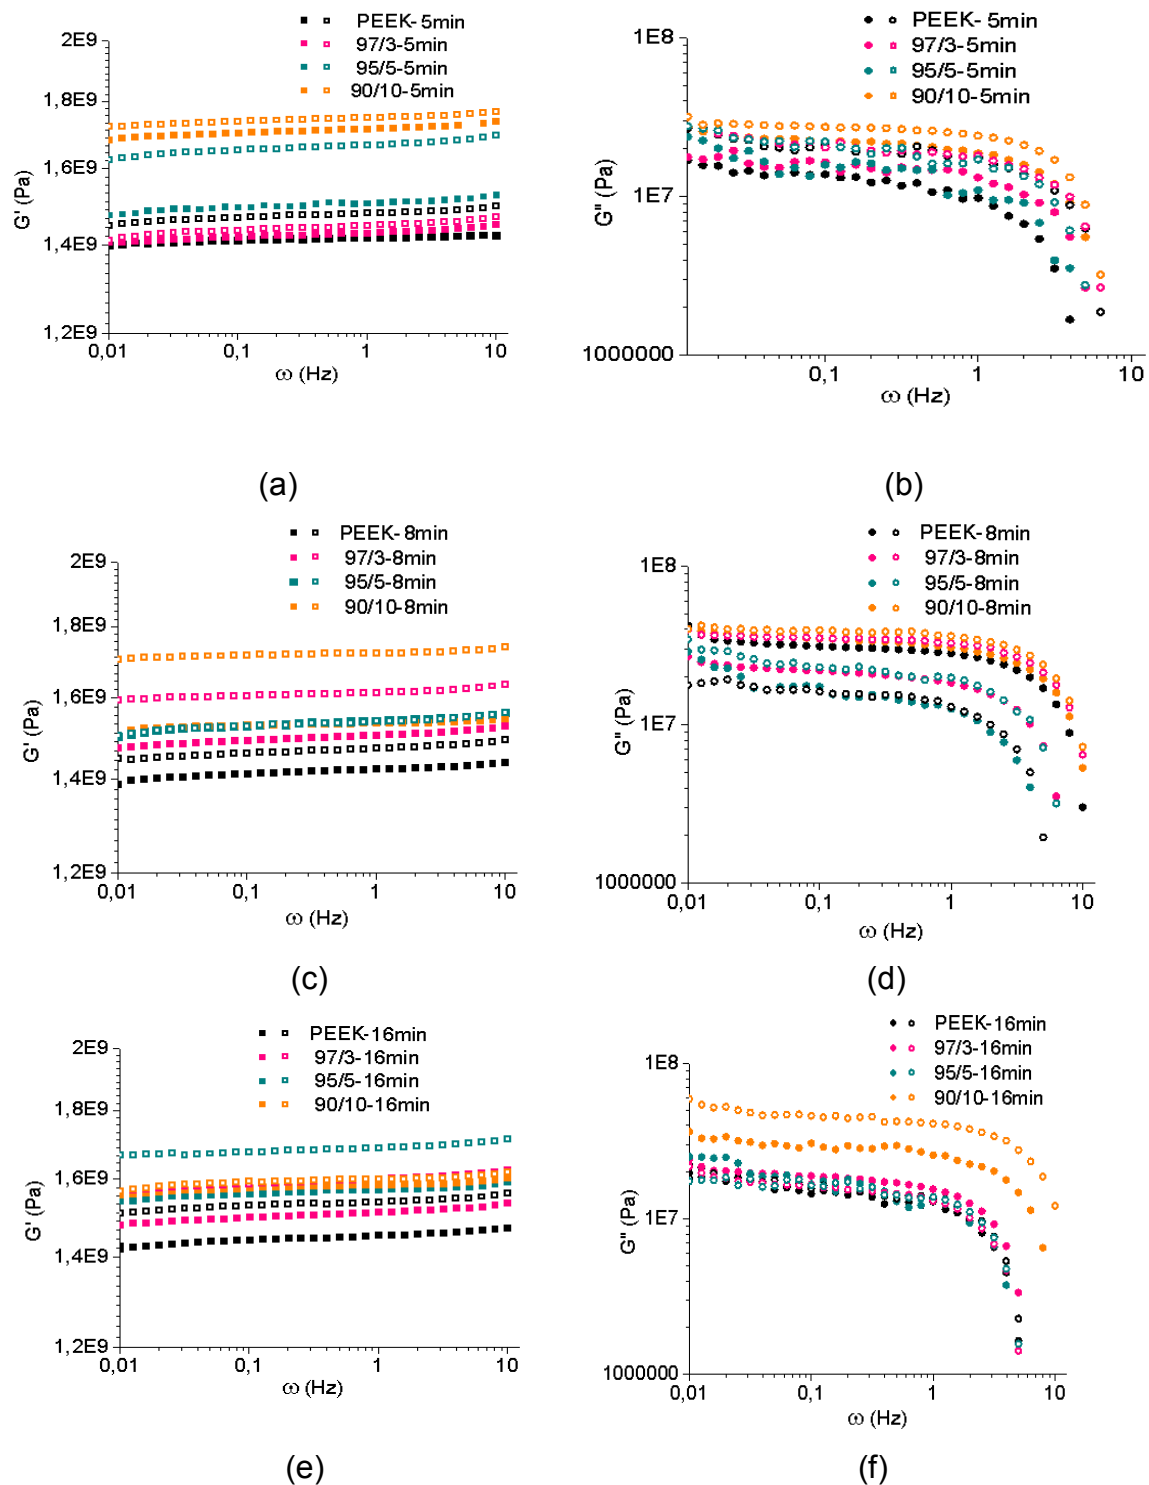 PEEK- 5min
97/3-5min
95/5-5min
90/10-5min
2E9
1,8E9
1,6E9
1,4E9
1,2E9
G' (Pa)
0,01
0,1
1
10
ω (Hz)
(a)
PEEK- 5min
97/3-5min
95/5-5min
90/10-5min
1E8
1E7
1000000
G" (Pa)
0,1
1
10
ω (Hz)
(b)
PEEK- 8min
97/3-8min
95/5-8min
90/10-8min
2E9
1,8E9
1,6E9
1,4E9
1,2E9
G' (Pa)
0,01
0,1
1
10
ω (Hz)
(c)
PEEK-8min
97/3-8min
95/5-8min
90/10-8min
1E8
1E7
1000000
G" (Pa)
0,01
0,1
1
10
ω (Hz)
(d)
PEEK-16min
97/3-16min
95/5-16min
90/10-16min
2E9
1,8E9
1,6E9
1,4E9
1,2E9
G' (Pa)
0,01
0,1
1
10
ω (Hz)
(e)
PEEK-16min
97/3-16min
95/5-16min
90/10-16min
1E8
1E7
1000000
G" (Pa)
0,01
0,1
1
10
ω (Hz)
(f)